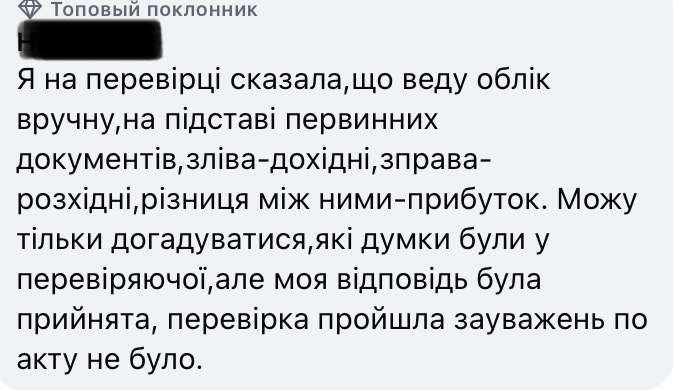 Топовый поклонник
Я на перевірці сказала,що веду облік
вручну,на підставі первинних
документів,зліва-дохідні,зправа-
розхідні,різниця між ними-прибуток. Можу
тільки догадуватися,які думки були у
перевіряючої,але моя відповідь була
прийнята, перевірка пройшла зауважень по
акту не було.